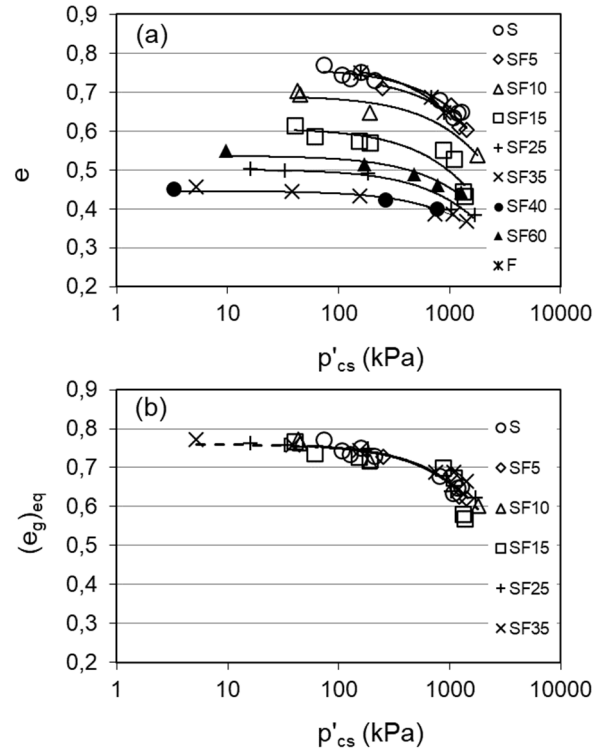 (a)
0,9
0,8
0,7
0,6
0,5
0,4
0,3
0,2
e
1 10 100 1000 10000
p'cs (kPa)
S
SF5
SF10
SF15
SF25
SF35
SF40
SF60
F
(b)
0,9
0,8
0,7
0,6
0,5
0,4
0,3
0,2
(eg)eq
1 10 100 1000 10000
p'cs (kPa)
S
SF5
SF10
SF15
SF25
SF35